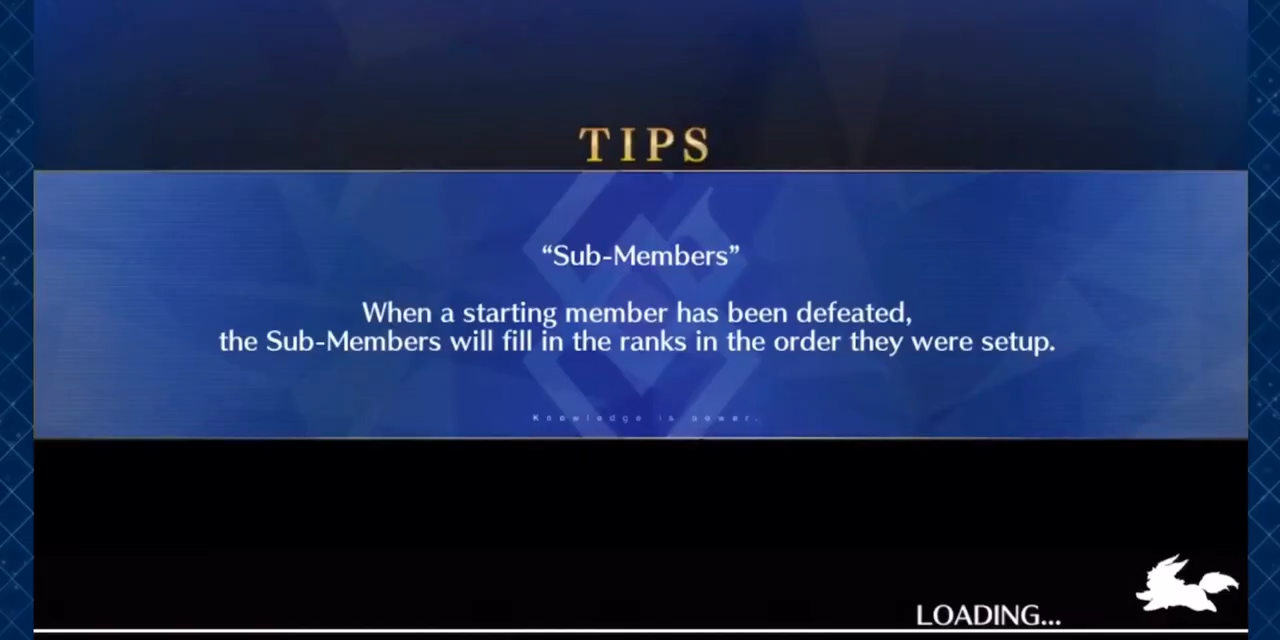 TIPS
“Sub-Members”
When a starting member has been defeated,
the Sub-Members will fill in the ranks in the order they were setup.
Knowledge is power.
LOADING...